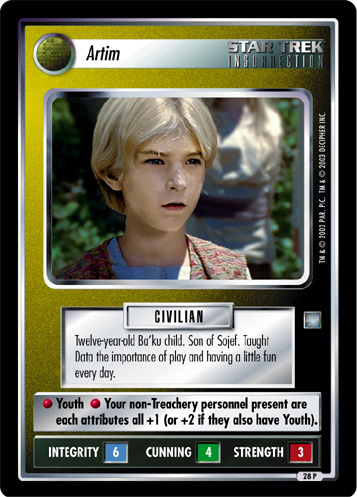 Artim
STAR TREK
INSURRECTION
TM & © 2003 PAR. PIC. TM & © 2003 DECIPHER INC.
CIVILIAN
Twelve-year-old Ba'ku child. Son of Sojef. Taught
Data the importance of play and having a little fun
every day.
Youth Your non-Treachery personnel present are
each attributes all +1 (or +2 if they also have Youth).
INTEGRITY 6 CUNNING 4 STRENGTH 3
28 P